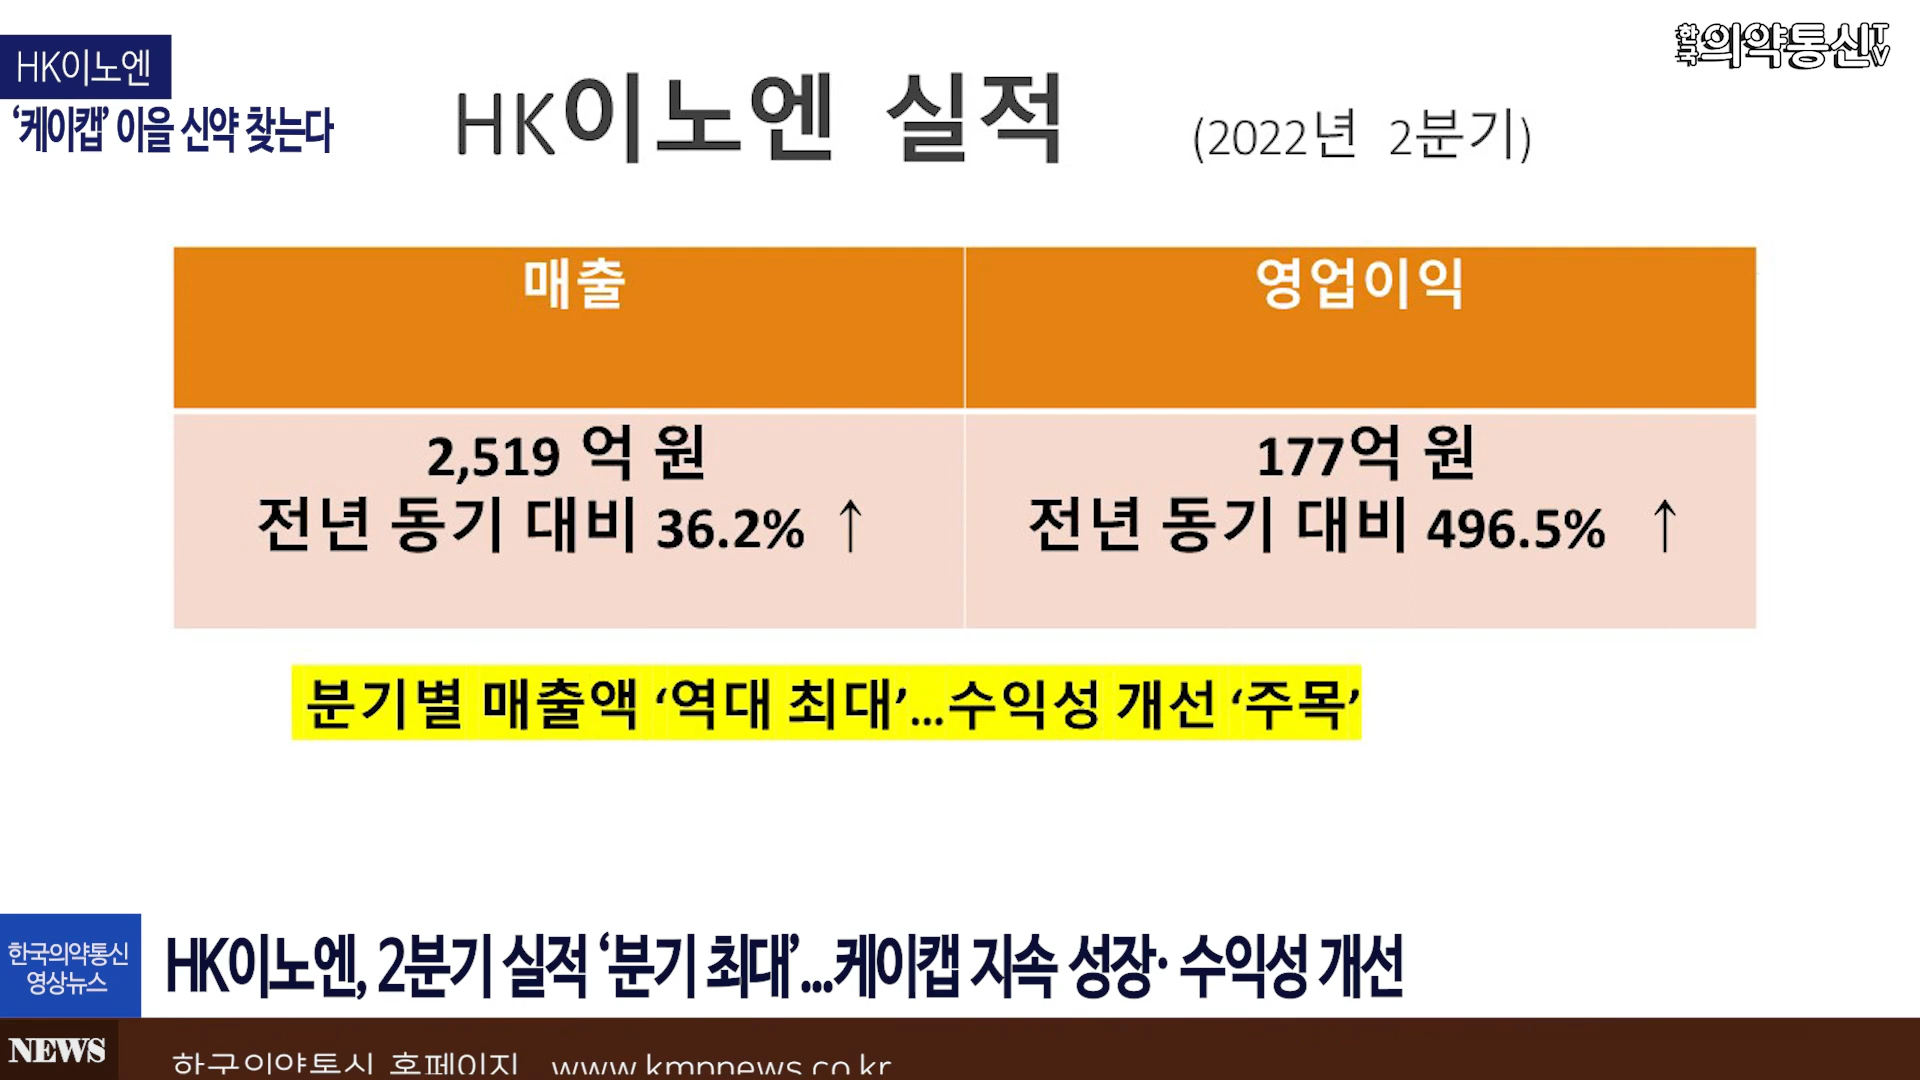 HK이노엔
‘케이캡’ 이을 신약 찾는다
한국의약통신TV
HK이노엔 실적 (2022년 2분기)
매출
영업이익
2,519 억 원
전년 동기 대비 36.2% ↑
177억 원
전년 동기 대비 496.5% ↑
분기별 매출액 ‘역대 최대’...수익성 개선 ‘주목’
한국의약통신
영상뉴스
HK이노엔, 2분기 실적 ‘분기 최대’...케이캡 지속 성장· 수익성 개선
NEWS
한국의약통신 홈페이지 www.kmpnews.co.kr